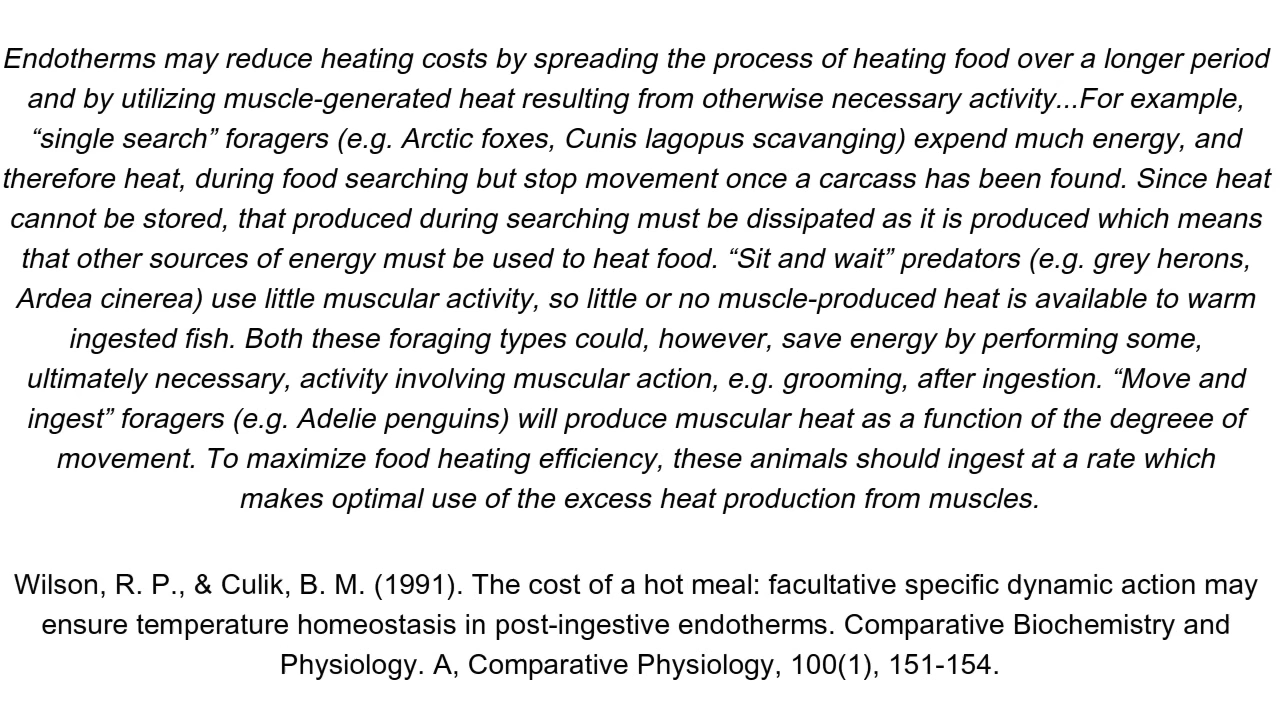 Endotherms may reduce heating costs by spreading the process of heating food over a longer period
and by utilizing muscle-generated heat resulting from otherwise necessary activity...For example,
“single search” foragers (e.g. Arctic foxes, Cunis lagopus scavanging) expend much energy, and
therefore heat, during food searching but stop movement once a carcass has been found. Since heat
cannot be stored, that produced during searching must be dissipated as it is produced which means
that other sources of energy must be used to heat food. “Sit and wait” predators (e.g. grey herons,
Ardea cinerea) use little muscular activity, so little or no muscle-produced heat is available to warm
ingested fish. Both these foraging types could, however, save energy by performing some,
ultimately necessary, activity involving muscular action, e.g. grooming, after ingestion. “Move and
ingest” foragers (e.g. Adelie penguins) will produce muscular heat as a function of the degreee of
movement. To maximize food heating efficiency, these animals should ingest at a rate which
makes optimal use of the excess heat production from muscles.
Wilson, R. P., & Culik, B. M. (1991). The cost of a hot meal: facultative specific dynamic action may
ensure temperature homeostasis in post-ingestive endotherms. Comparative Biochemistry and
Physiology. A, Comparative Physiology, 100(1), 151-154.